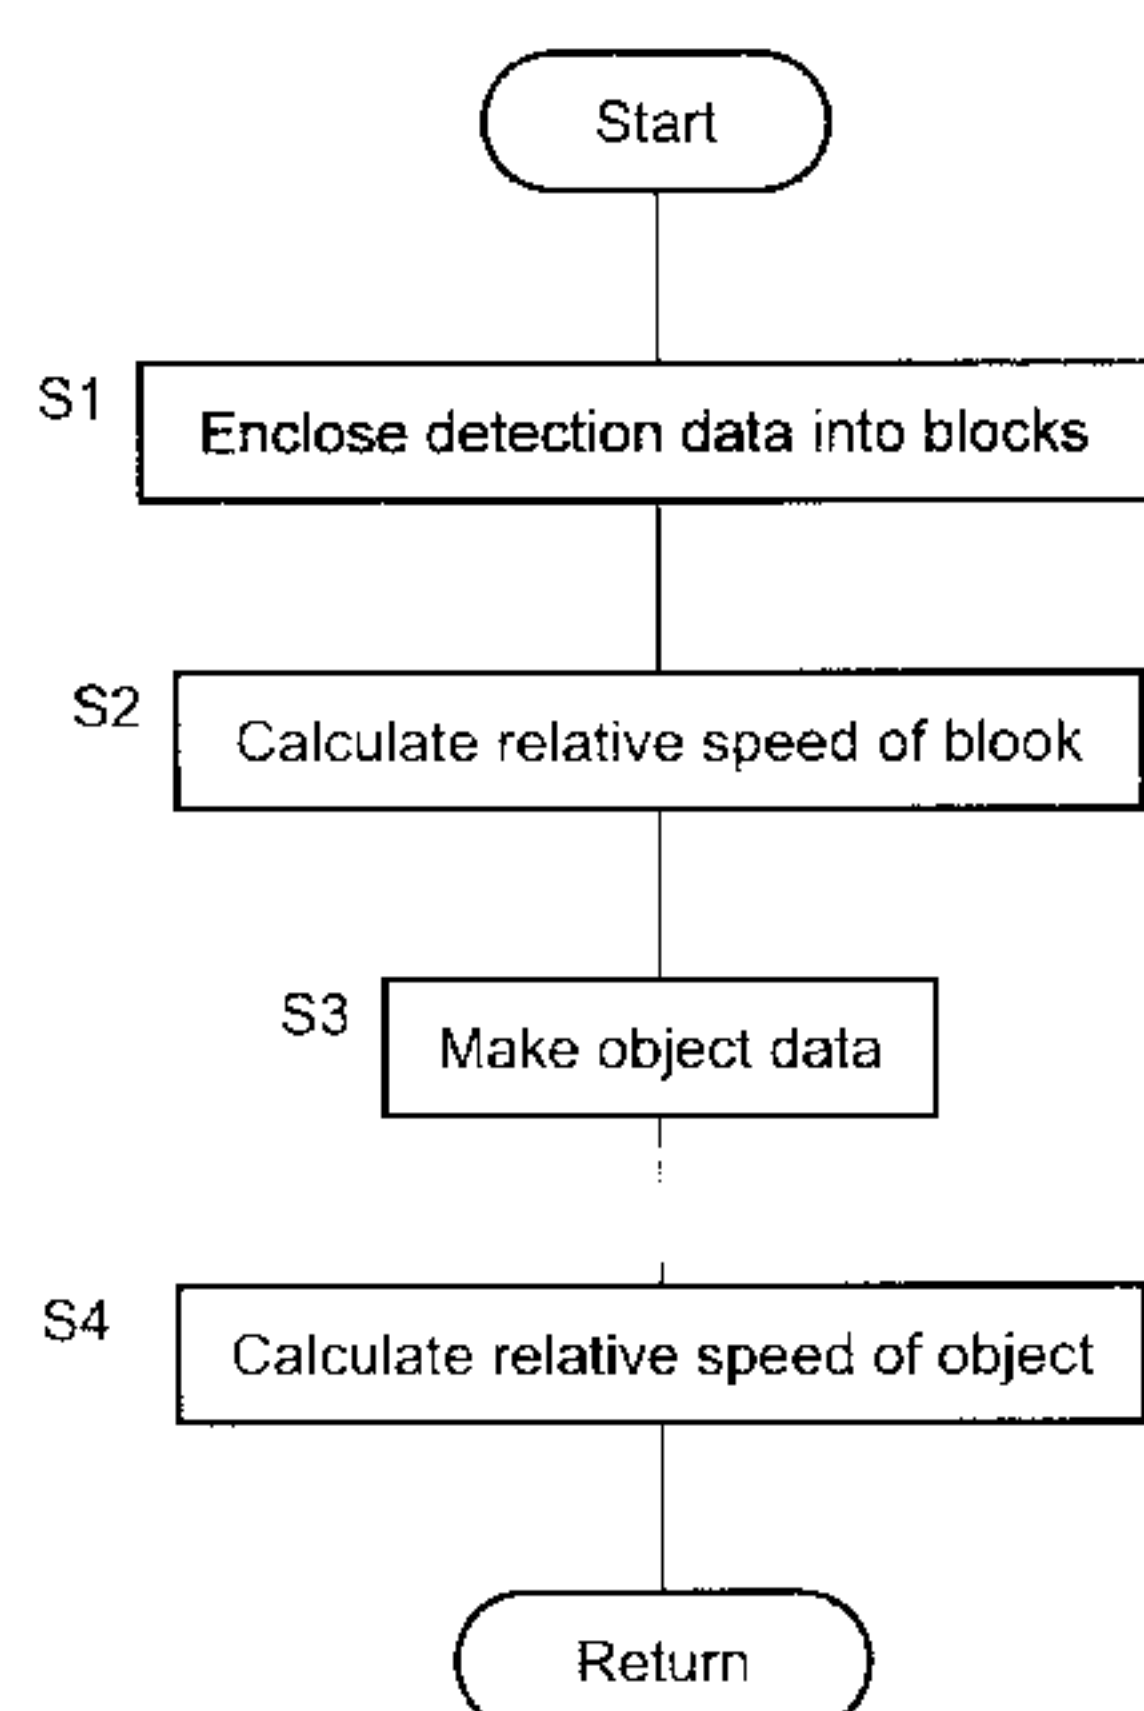 Start
S1
Enclose detection data into blocks
S2
Calculate relative speed of blook
S3
Make object data
S4
Calculate relative speed of object
Return